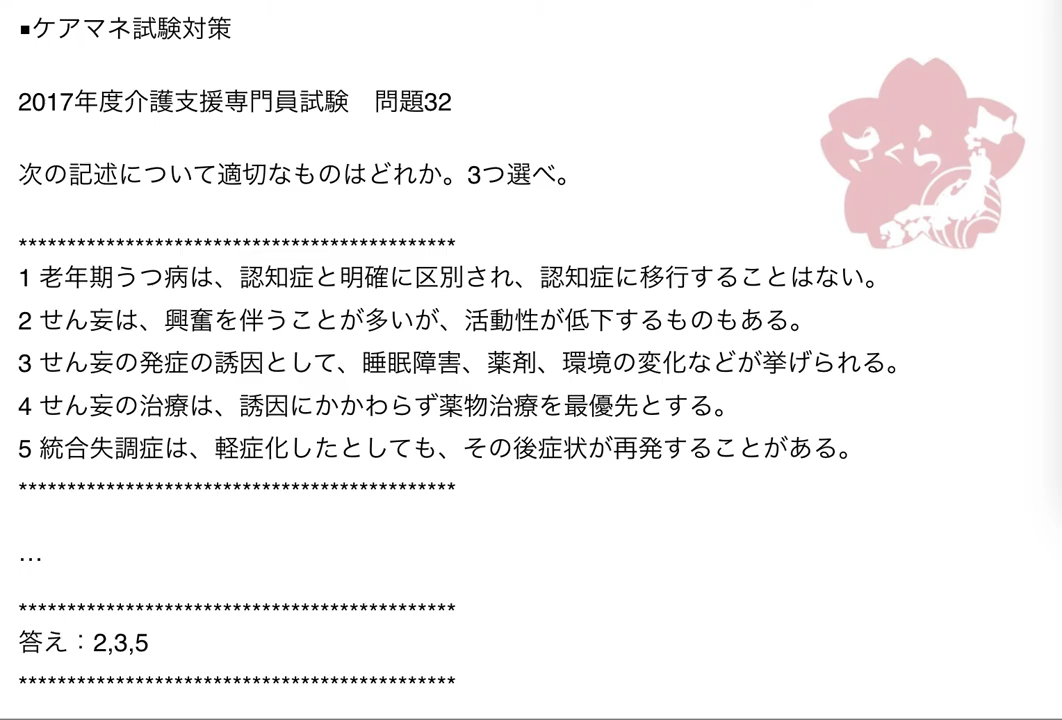 ▪ケアマネ試験対策
2017年度介護支援専門員試験　問題32
次の記述について適切なものはどれか。3つ選べ。
*********************************************
1 老年期うつ病は、認知症と明確に区別され、認知症に移行することはない。
2 せん妄は、興奮を伴うことが多いが、活動性が低下するものもある。
3 せん妄の発症の誘因として、睡眠障害、薬剤、環境の変化などが挙げられる。
4 せん妄の治療は、誘因にかかわらず薬物治療を最優先とする。
5 統合失調症は、軽症化したとしても、その後症状が再発することがある。
*********************************************
…
*********************************************
答え：2,3,5
*********************************************
さくら